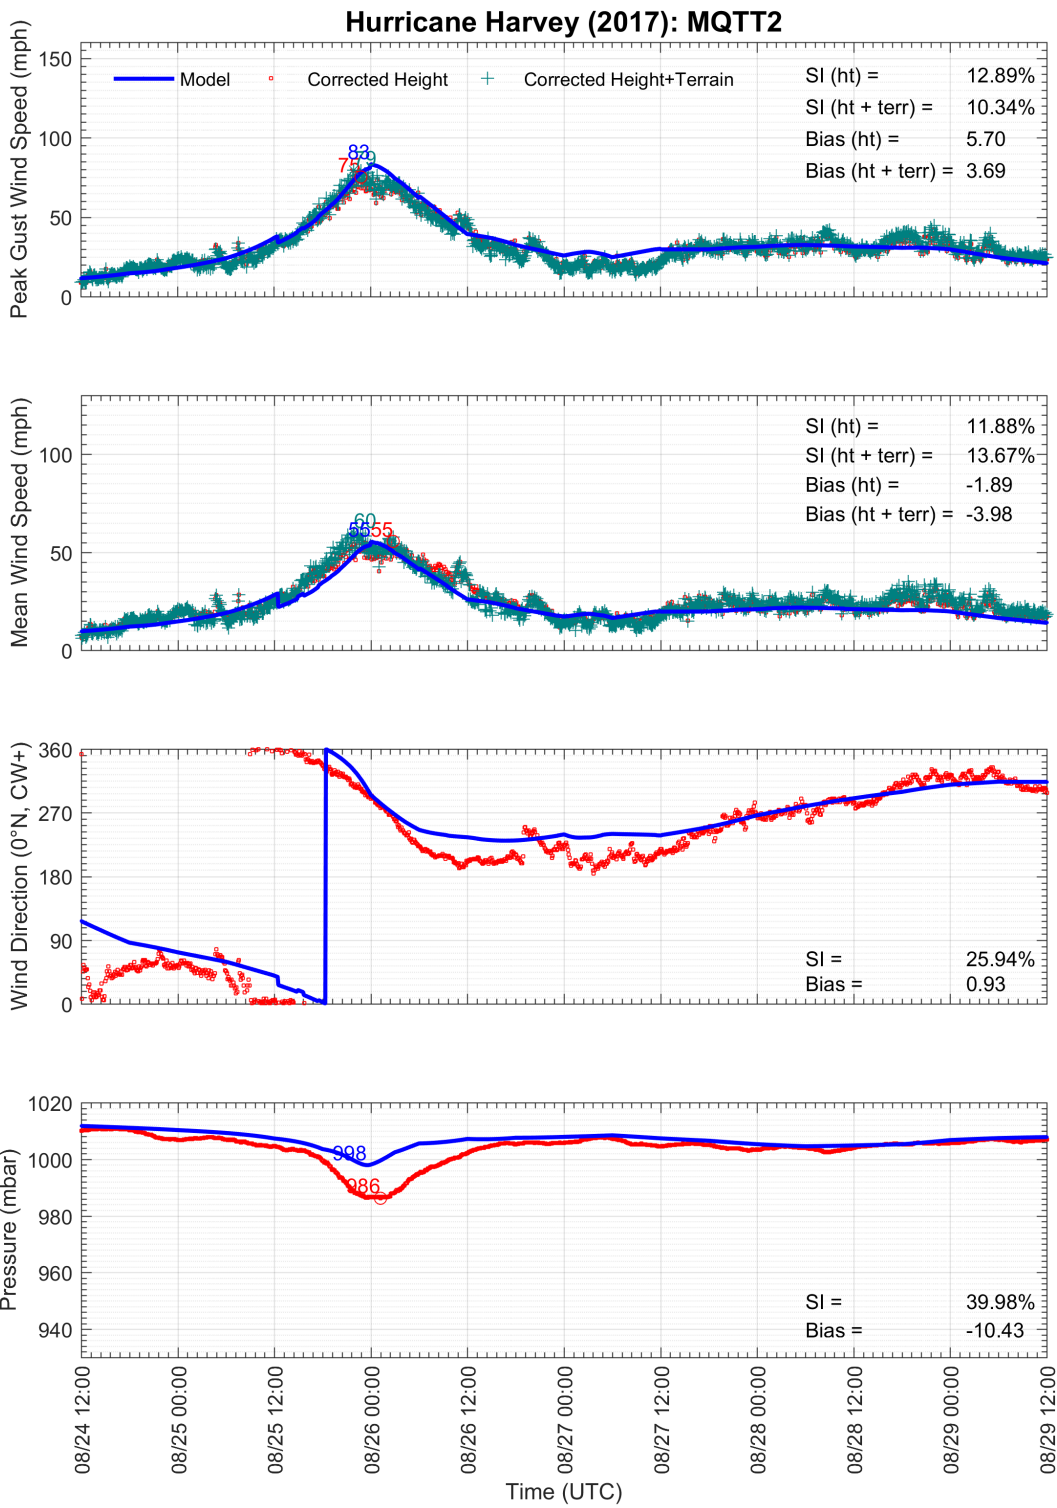 Hurricane Harvey (2017): MQTT2
Peak Gust Wind Speed (mph)
150
100
50
0
Model
Corrected Height
Corrected Height+Terrain
SI (ht) = 12.89%
SI (ht + terr) = 10.34%
Bias (ht) = 5.70
Bias (ht + terr) = 3.69
83
79
75
Mean Wind Speed (mph)
100
50
0
SI (ht) = 11.88%
SI (ht + terr) = 13.67%
Bias (ht) = -1.89
Bias (ht + terr) = -3.98
60
55
55
Wind Direction (0°N, CW+)
360
270
180
90
0
SI = 25.94%
Bias = 0.93
Pressure (mbar)
1020
1000
980
960
940
998
986
SI = 39.98%
Bias = -10.43
08/24 12:00
08/25 00:00
08/25 12:00
08/26 00:00
08/26 12:00
08/27 00:00
08/27 12:00
08/28 00:00
08/28 12:00
08/29 00:00
08/29 12:00
Time (UTC)